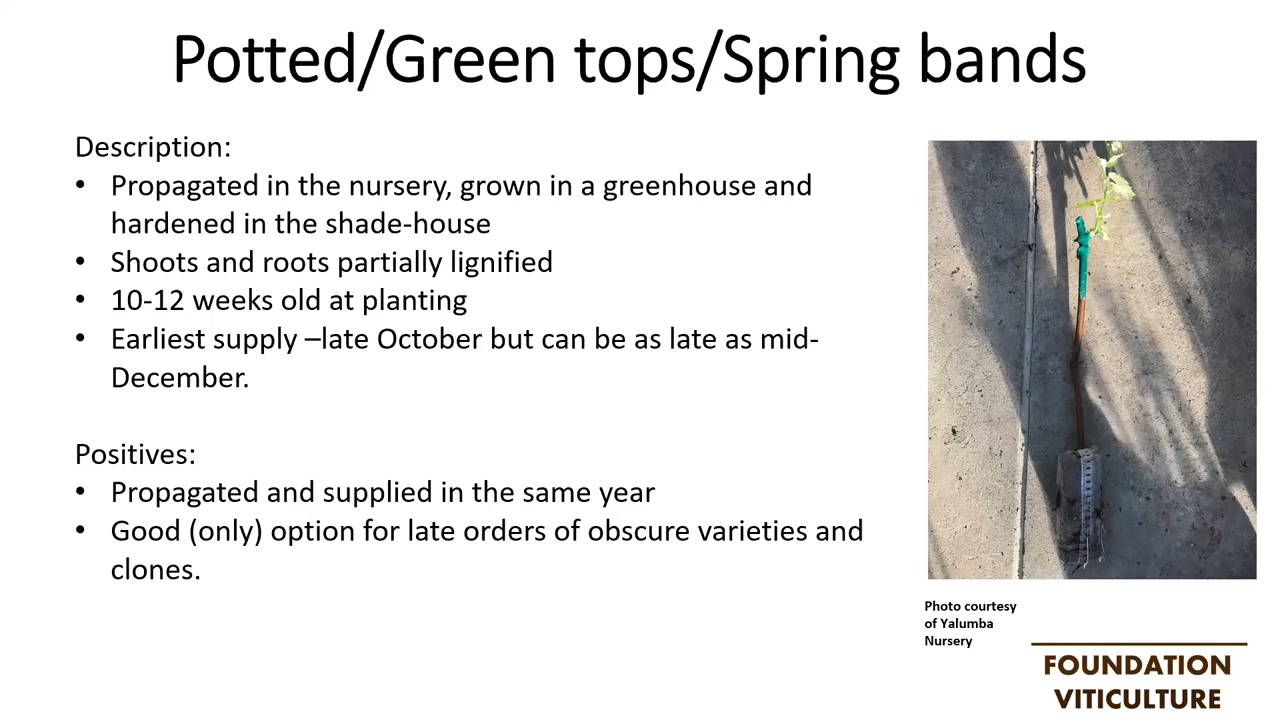 Potted/Green tops/Spring bands
Description:
• Propagated in the nursery, grown in a greenhouse and
hardened in the shade-house
• Shoots and roots partially lignified
• 10-12 weeks old at planting
• Earliest supply –late October but can be as late as mid-
December.
Positives:
• Propagated and supplied in the same year
• Good (only) option for late orders of obscure varieties and
clones.
Photo courtesy
of Yalumba
Nursery
FOUNDATION
VITICULTURE